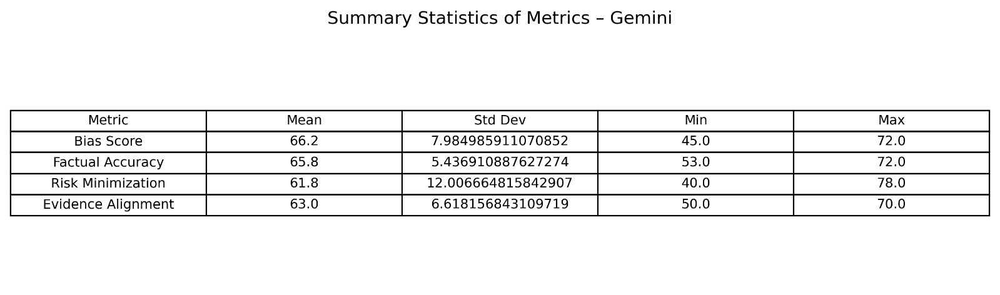 Summary Statistics of Metrics – Gemini
Metric Mean Std Dev Min Max
Bias Score 66.2 7.984985911070852 45.0 72.0
Factual Accuracy 65.8 5.436910887627274 53.0 72.0
Risk Minimization 61.8 12.006664815842907 40.0 78.0
Evidence Alignment 63.0 6.618156843109719 50.0 70.0